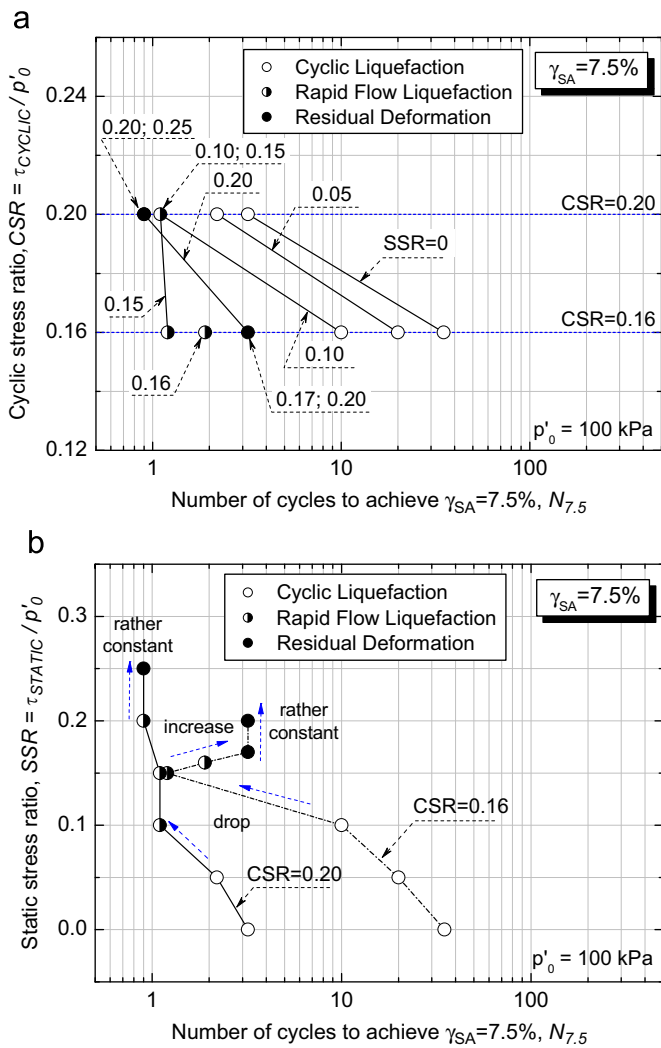 a
Cyclic stress ratio, CSR = τCYCLIC / p'0
0.24
0.20
0.16
0.12
Cyclic Liquefaction
Rapid Flow Liquefaction
Residual Deformation
γSA=7.5%
0.20; 0.25
0.10; 0.15
0.20
0.05
CSR=0.20
SSR=0
0.15
0.16
0.10
0.17; 0.20
CSR=0.16
p'0 = 100 kPa
1
10
100
Number of cycles to achieve γSA=7.5%, N7.5
b
Static stress ratio, SSR = τSTATIC / p'0
0.3
0.2
0.1
0.0
Cyclic Liquefaction
Rapid Flow Liquefaction
Residual Deformation
γSA=7.5%
rather
constant
increase
rather
constant
drop
CSR=0.16
CSR=0.20
p'0 = 100 kPa
1
10
100
Number of cycles to achieve γSA=7.5%, N7.5